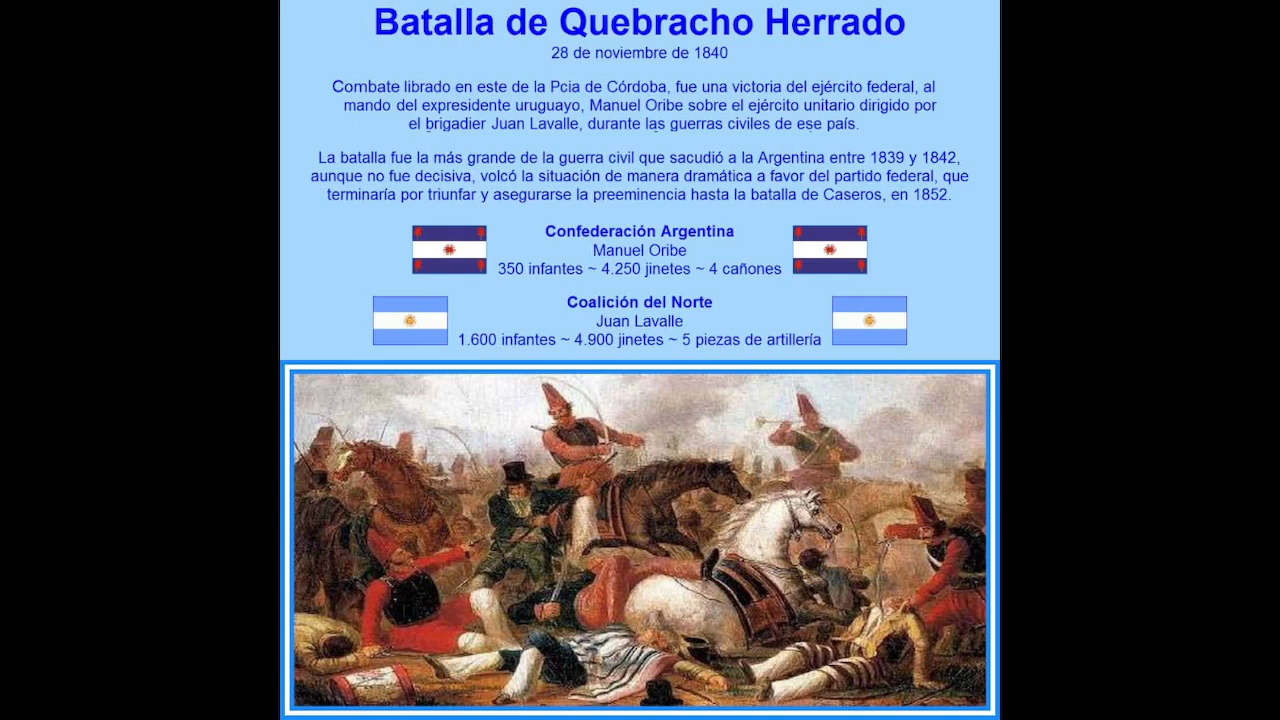 Batalla de Quebracho Herrado
28 de noviembre de 1840
Combate librado en este de la Pcia de Córdoba, fue una victoria del ejército federal, al
mando del expresidente uruguayo, Manuel Oribe sobre el ejército unitario dirigido por
el brigadier Juan Lavalle, durante las guerras civiles de ese país.
La batalla fue la más grande de la guerra civil que sacudió a la Argentina entre 1839 y 1842,
aunque no fue decisiva, volcó la situación de manera dramática a favor del partido federal, que
terminaría por triunfar y asegurarse la preeminencia hasta la batalla de Caseros, en 1852.
Confederación Argentina
Manuel Oribe
350 infantes ~ 4.250 jinetes ~ 4 cañones
Coalición del Norte
Juan Lavalle
1.600 infantes ~ 4.900 jinetes ~ 5 piezas de artillería